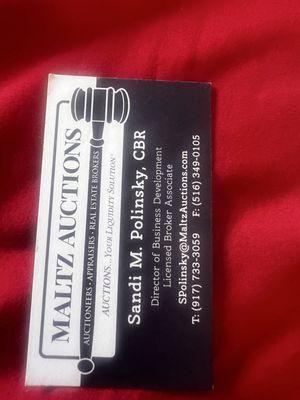 MALTZ AUCTIONS
AUCTIONEERS • APPRAISERS • REAL ESTATE BROKERS
AUCTIONS...YOUR LIQUIDITY SOLUTION
Sandi M. Polinsky, CBR
Director of Business Development
Licensed Broker Associate
SPolinsky@MaltzAuctions.com
T: (917) 733-3059 F: (516) 349-0105